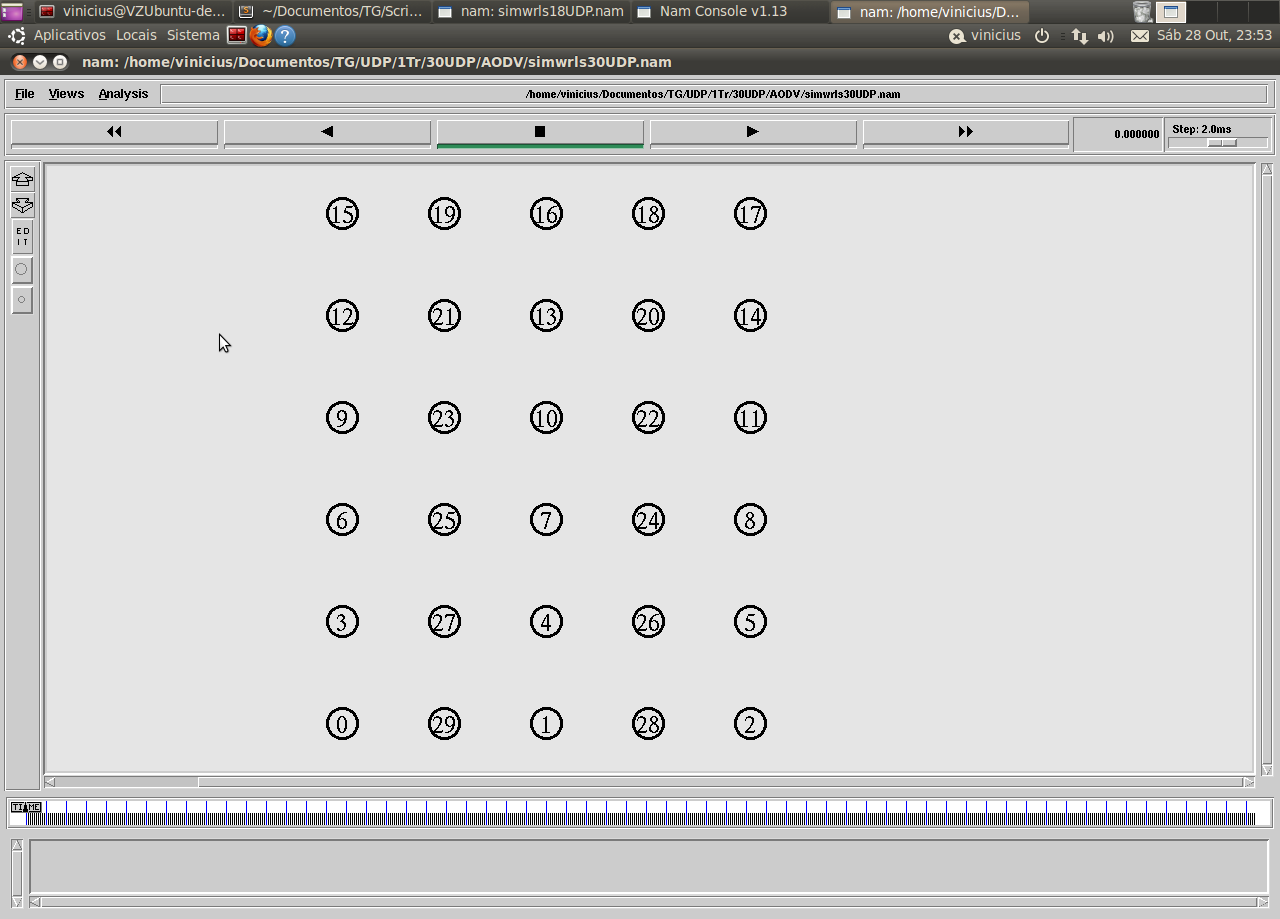 vinicius@VZUbuntu-de... ~/Documentos/TG/Scri... nam: simwrls18UDP.nam Nam Console v1.13 nam: /home/vinicius/D...
Aplicativos Locais Sistema ? vinicius Sáb 28 Out, 23:53
nam: /home/vinicius/Documentos/TG/UDP/1Tr/30UDP/AODV/simwrls30UDP.nam
File Views Analysis /home/vinicius/Documentos/TG/UDP/1Tr/30UDP/AODV/simwrls30UDP.nam
0.000000 Step: 2.0ms
ED
IT
15 19 16 18 17
12 21 13 20 14
9 23 10 22 11
6 25 7 24 8
3 27 4 26 5
0 29 1 28 2
TIME